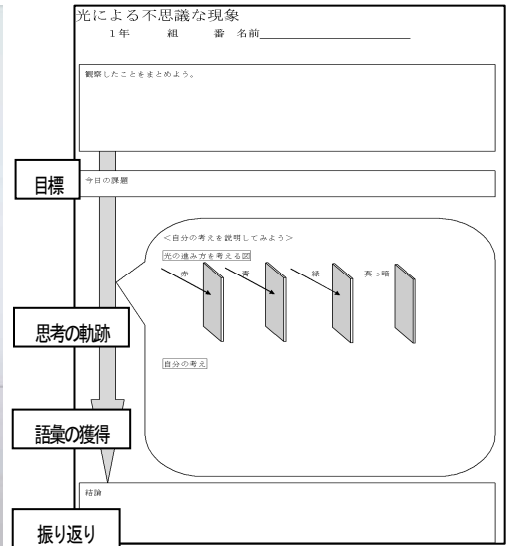 光による不思議な現象
１年　　組　　番　名前
観察したことをまとめよう。
目標
今日の課題
＜自分の考えを説明してみよう＞
光の進み方を考える図
赤　青　緑　真っ暗
思考の軌跡
自分の考え
語彙の獲得
結論
振り返り